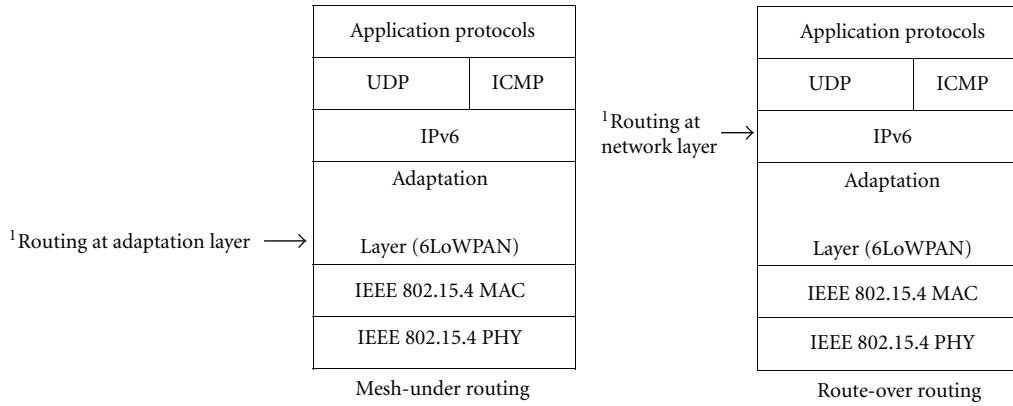 Application protocols
UDP
ICMP
IPv6
Adaptation
Layer (6LoWPAN)
IEEE 802.15.4 MAC
IEEE 802.15.4 PHY
Mesh-under routing
¹Routing at adaptation layer
Application protocols
UDP
ICMP
IPv6
Adaptation
Layer (6LoWPAN)
IEEE 802.15.4 MAC
IEEE 802.15.4 PHY
Route-over routing
¹Routing at
network layer